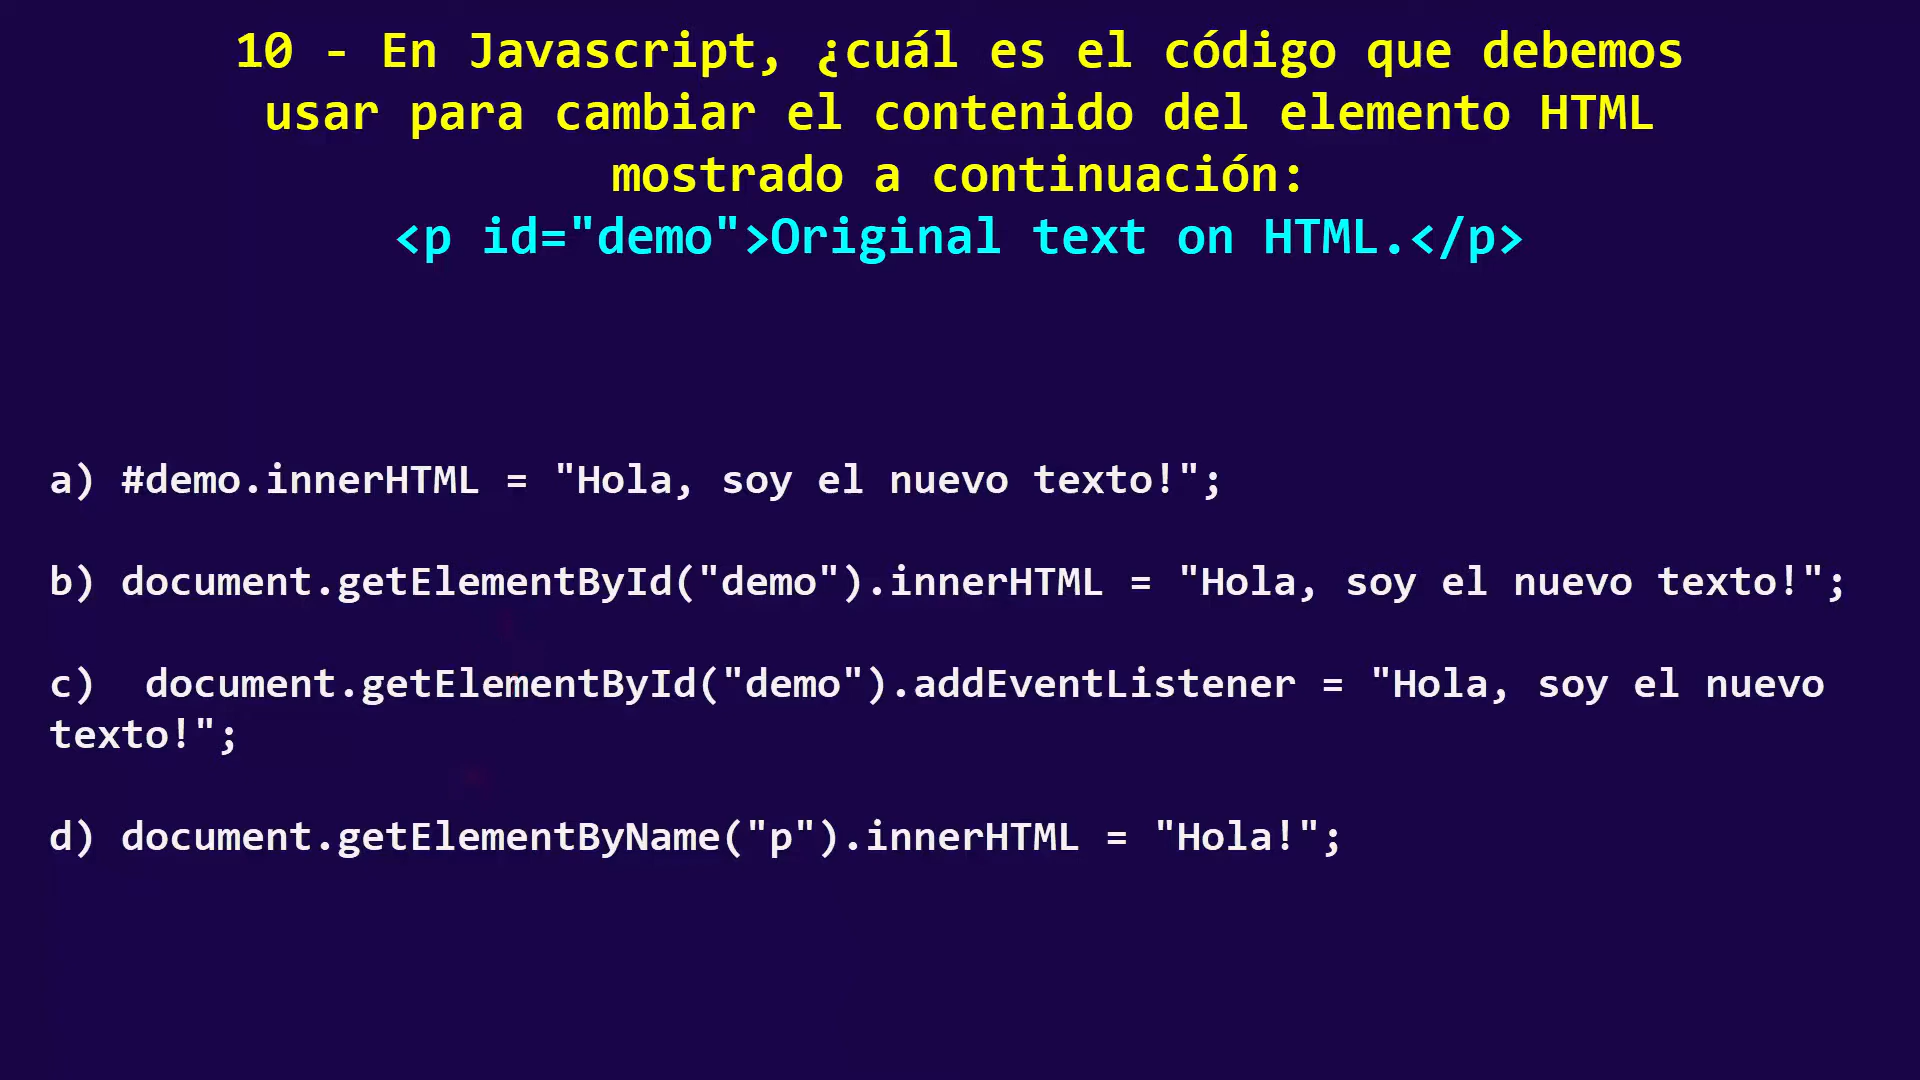 10 - En Javascript, ¿cuál es el código que debemos
usar para cambiar el contenido del elemento HTML
mostrado a continuación:
<p id="demo">Original text on HTML.</p>
a) #demo.innerHTML = "Hola, soy el nuevo texto!";
b) document.getElementById("demo").innerHTML = "Hola, soy el nuevo texto!";
c)  document.getElementById("demo").addEventListener = "Hola, soy el nuevo
texto!";
d) document.getElementByName("p").innerHTML = "Hola!";